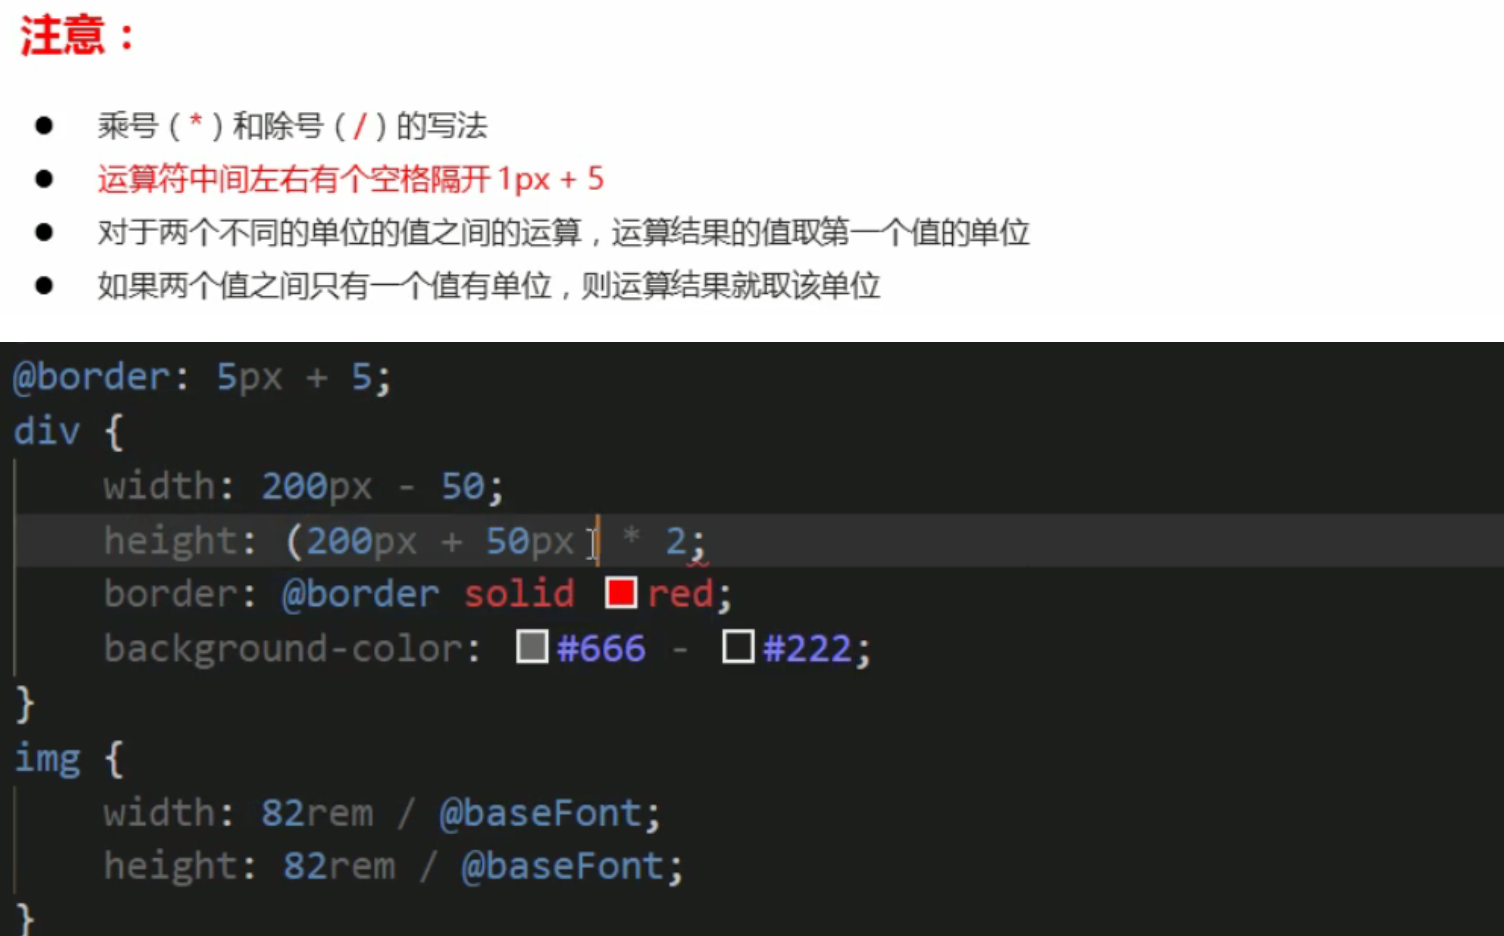 注意：
● 乘号（*）和除号（/）的写法
● 运算符中间左右有个空格隔开 1px + 5
● 对于两个不同的单位的值之间的运算，运算结果的值取第一个值的单位
● 如果两个值之间只有一个值有单位，则运算结果就取该单位
@border: 5px + 5;
div {
width: 200px - 50;
height: (200px + 50px ) * 2;
border: @border solid red;
background-color: #666 - #222;
}
img {
width: 82rem / @baseFont;
height: 82rem / @baseFont;
}